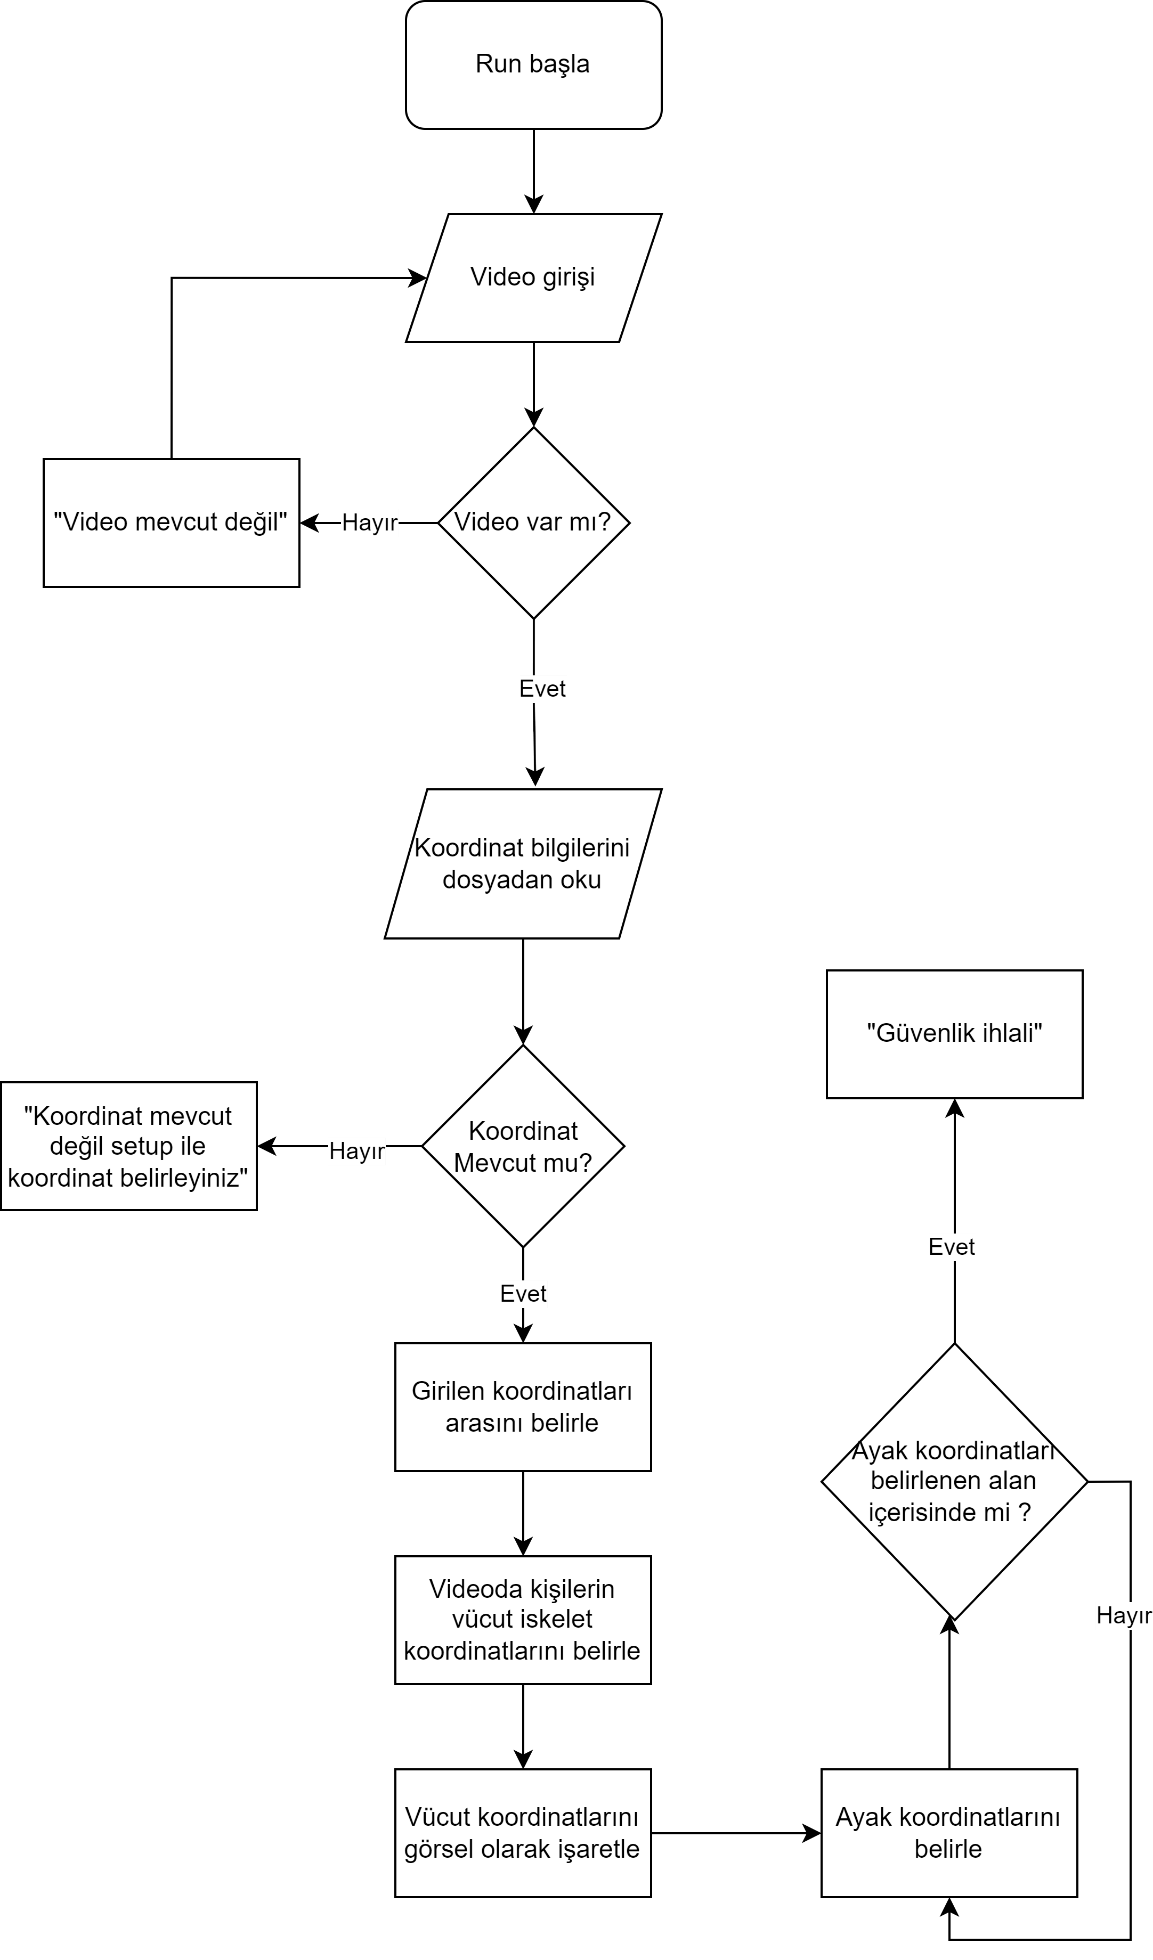 Run başla
Video girişi
Video var mı?
Hayır
"Video mevcut değil"
Evet
Koordinat bilgilerini
dosyadan oku
Koordinat
Mevcut mu?
Hayır
"Koordinat mevcut
değil setup ile
koordinat belirleyiniz"
Evet
Girilen koordinatları
arasını belirle
Videoda kişilerin
vücut iskelet
koordinatlarını belirle
Vücut koordinatlarını
görsel olarak işaretle
Ayak koordinatlarını
belirle
Ayak koordinatları
belirlenen alan
içerisinde mi ?
Hayır
Evet
"Güvenlik ihlali"